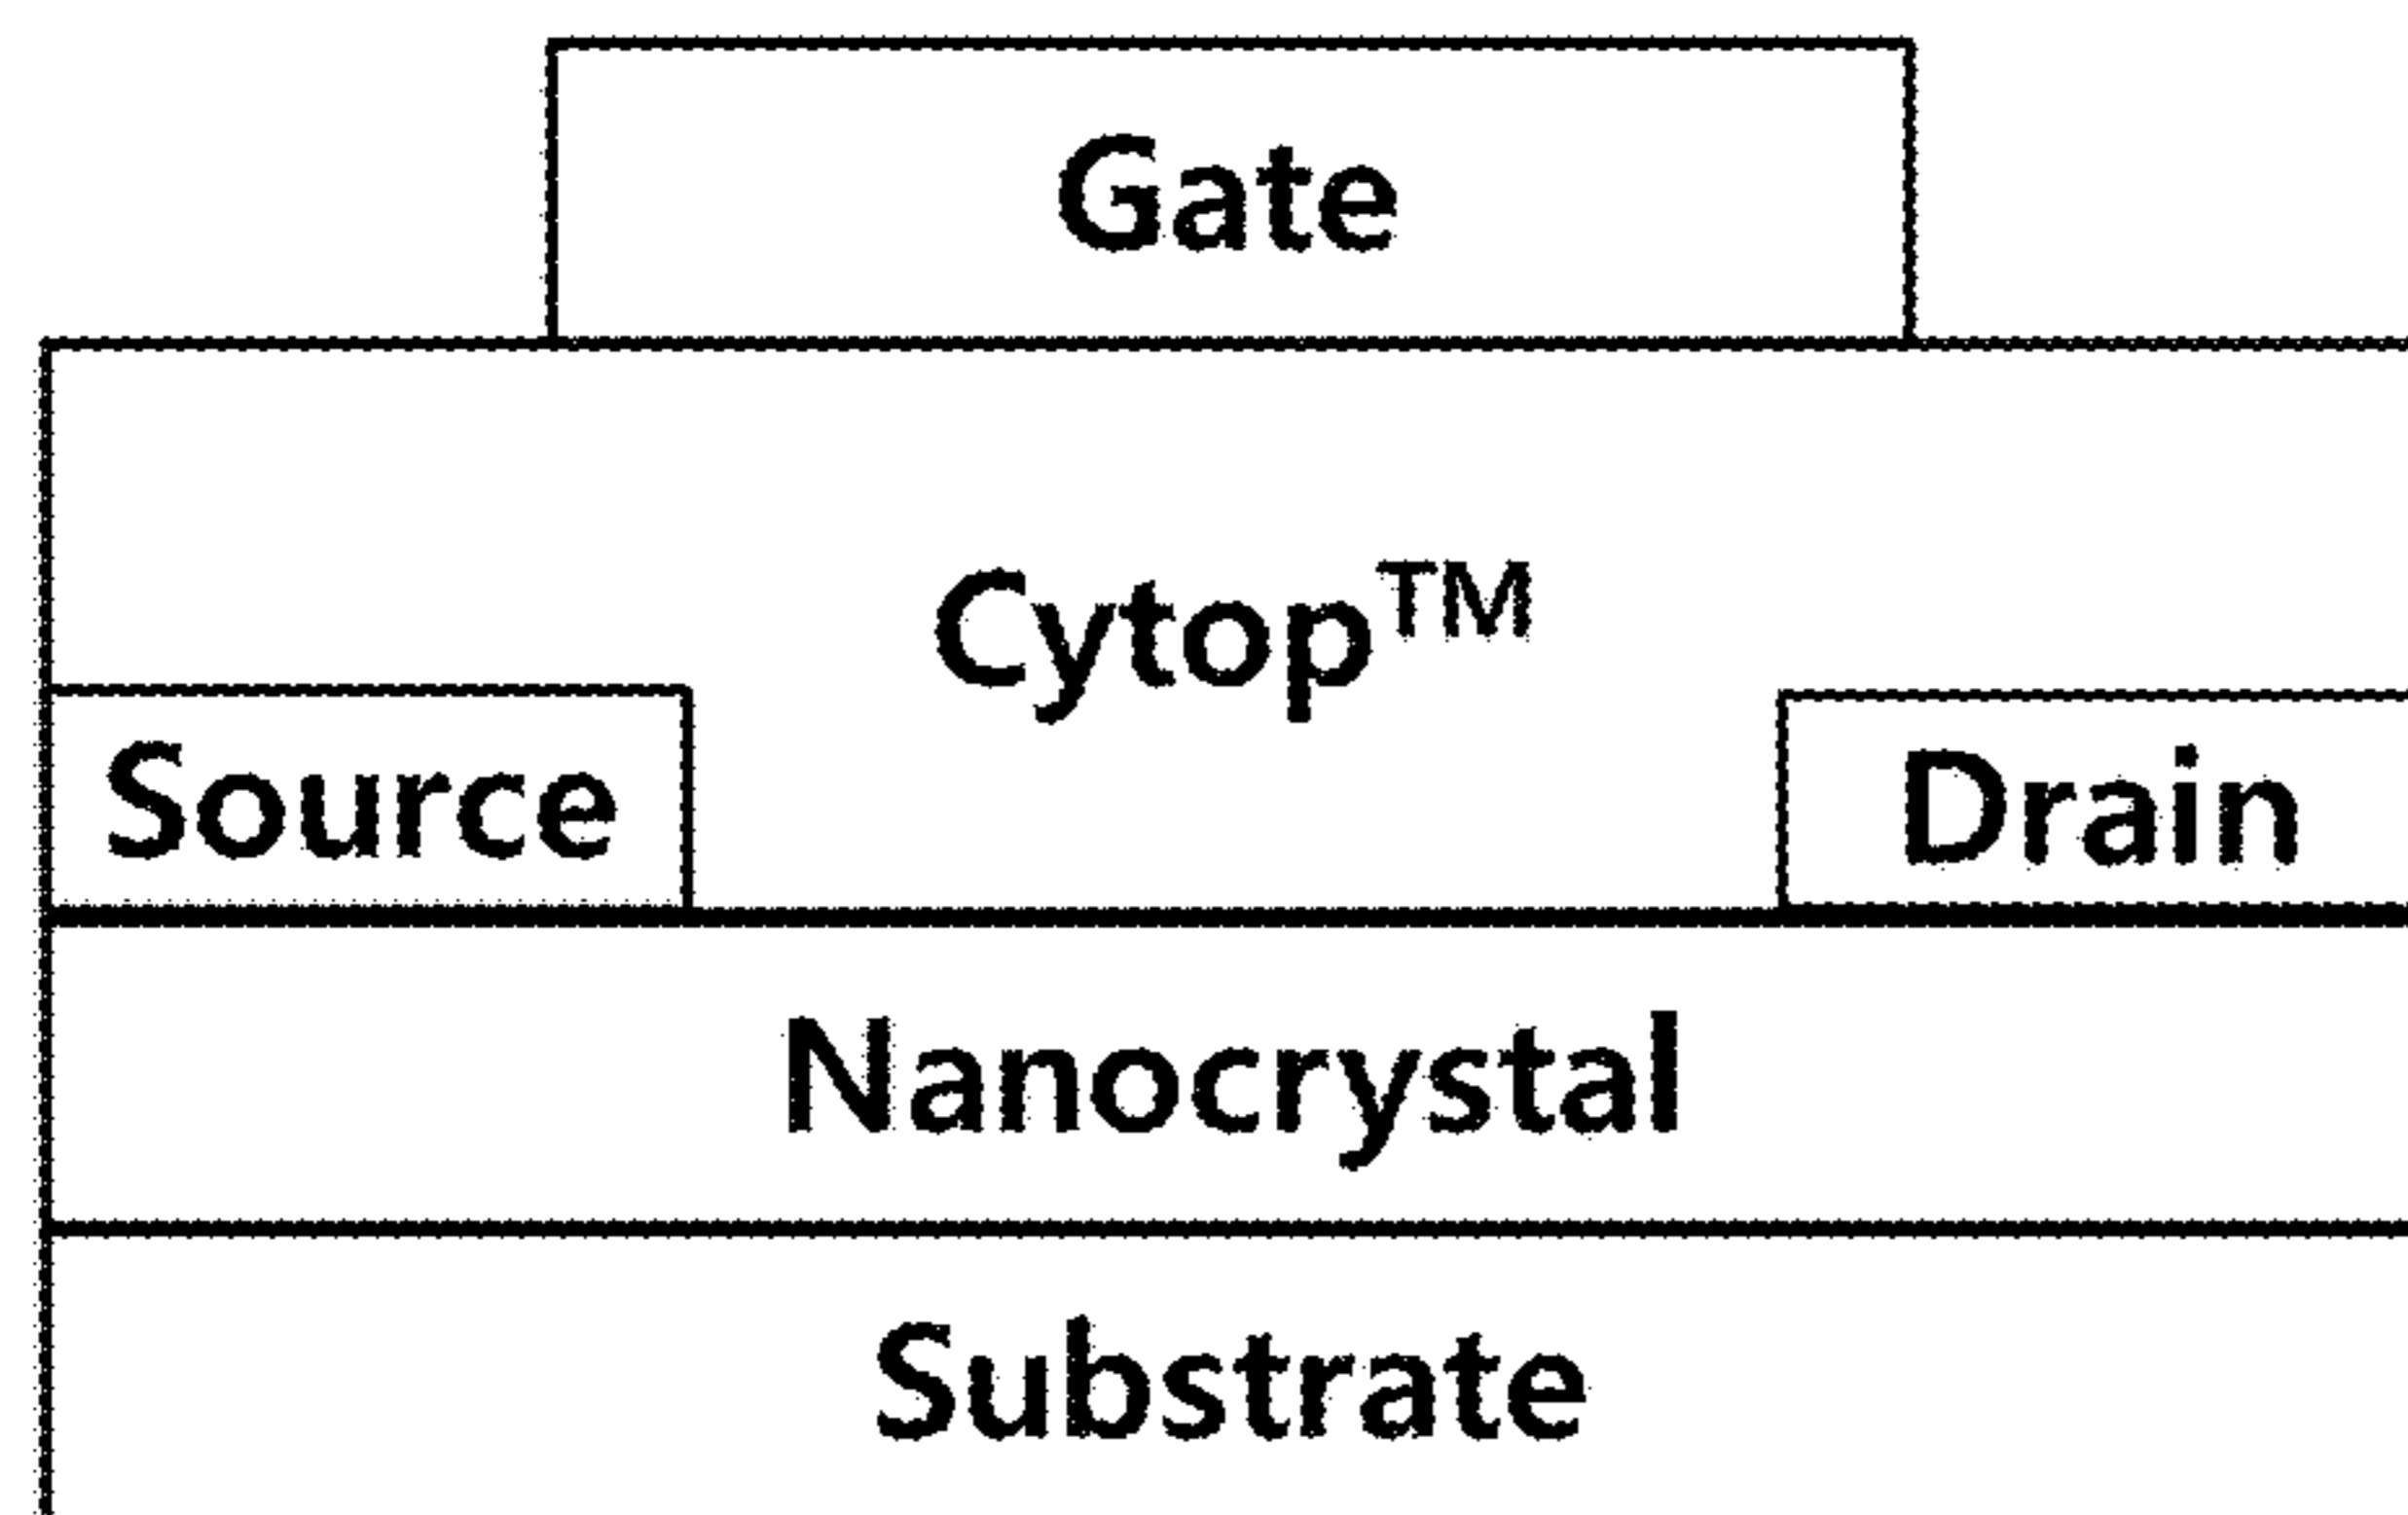 Gate
Cytop™
Source
Drain
Nanocrystal
Substrate